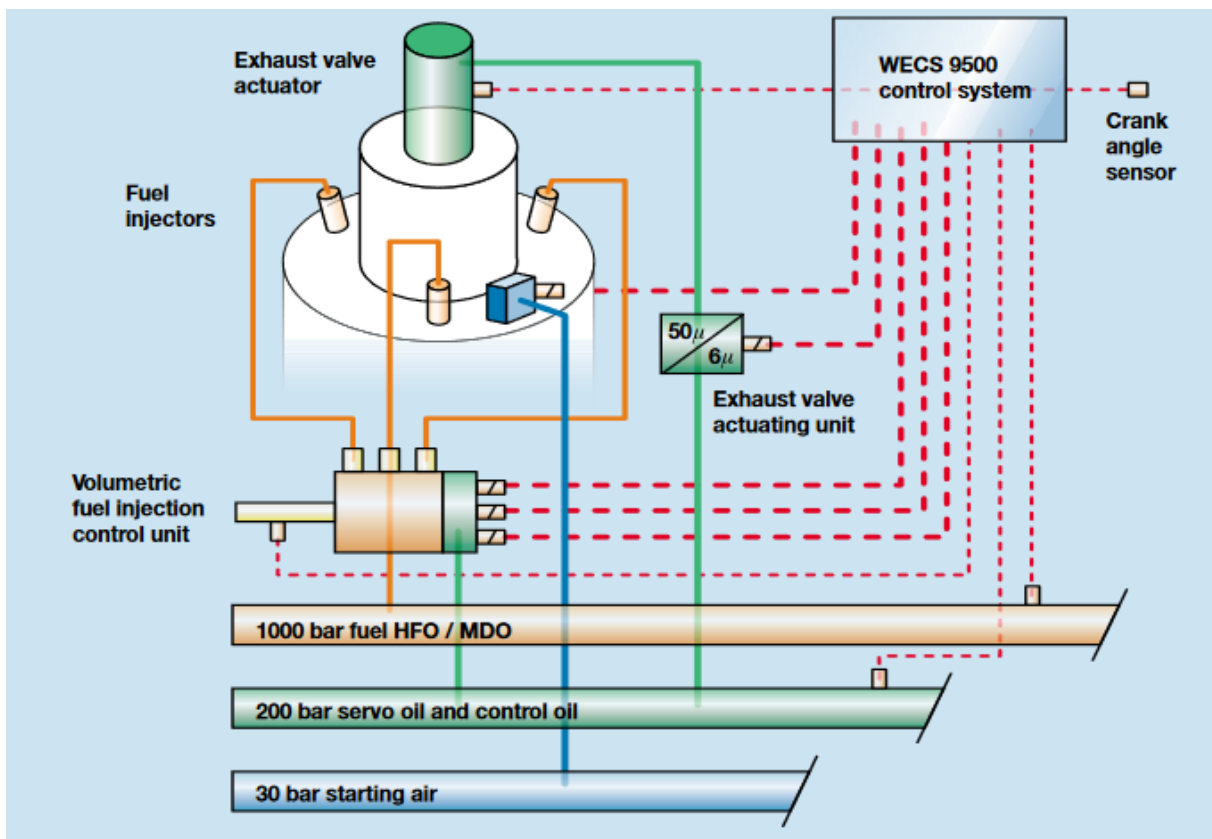 Exhaust valve
actuator
WECS 9500
control system
Crank
angle
sensor
Fuel
injectors
50μ
6μ
Exhaust valve
actuating unit
Volumetric
fuel injection
control unit
1000 bar fuel HFO / MDO
200 bar servo oil and control oil
30 bar starting air